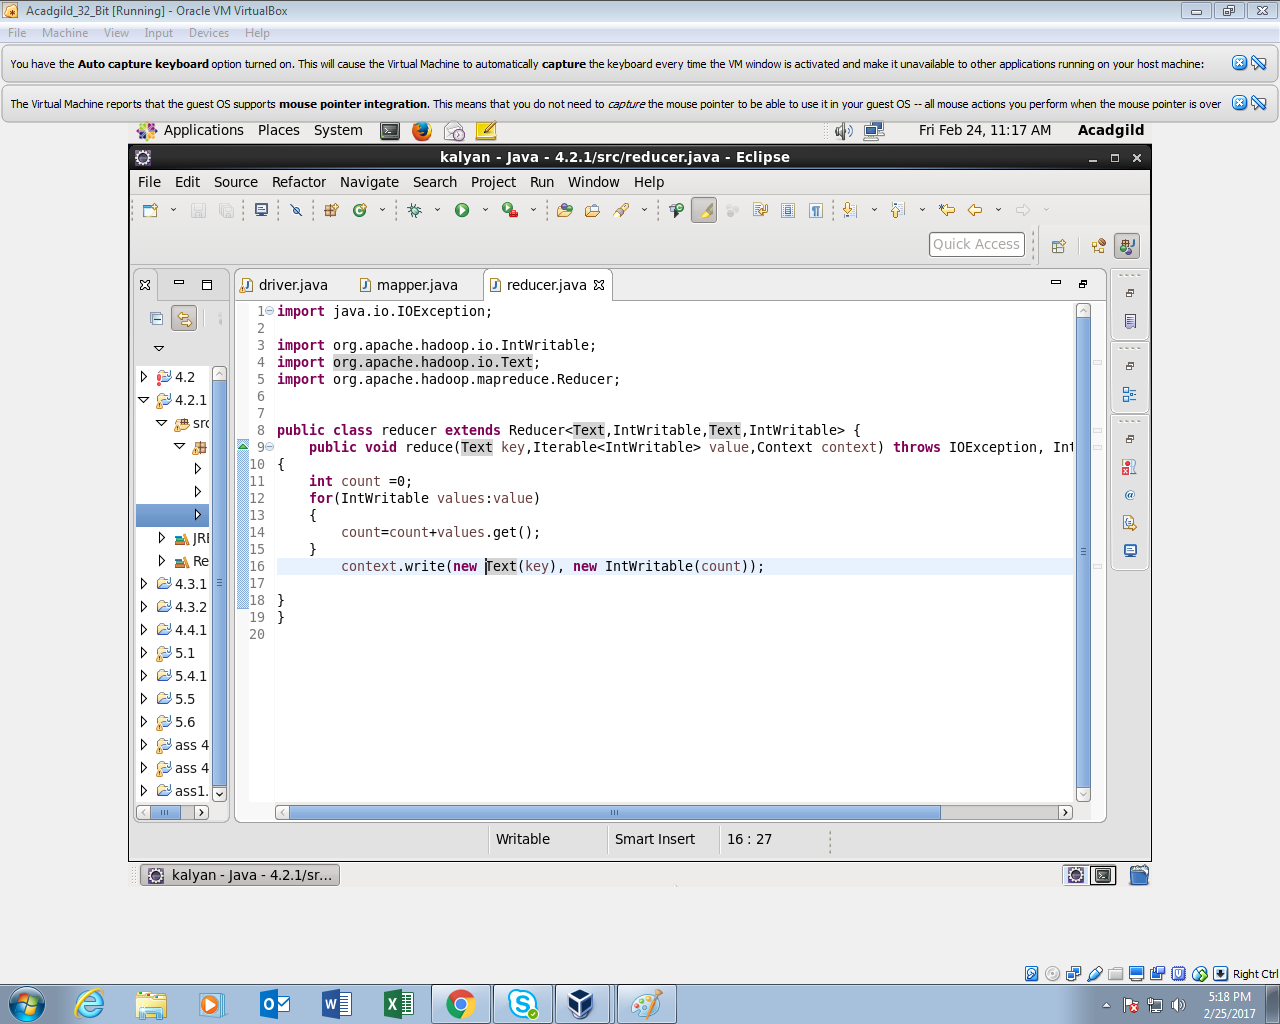 Acadgild_32_Bit [Running] - Oracle VM VirtualBox
File Machine View Input Devices Help
You have the Auto capture keyboard option turned on. This will cause the Virtual Machine to automatically capture the keyboard every time the VM window is activated and make it unavailable to other applications running on your host machine:
The Virtual Machine reports that the guest OS supports mouse pointer integration. This means that you do not need to capture the mouse pointer to be able to use it in your guest OS -- all mouse actions you perform when the mouse pointer is over
Applications Places System Fri Feb 24, 11:17 AM Acadgild
kalyan - Java - 4.2.1/src/reducer.java - Eclipse
File Edit Source Refactor Navigate Search Project Run Window Help
Quick Access
driver.java mapper.java reducer.java
1 import java.io.IOException;
2
3 import org.apache.hadoop.io.IntWritable;
4 import org.apache.hadoop.io.Text;
5 import org.apache.hadoop.mapreduce.Reducer;
6
7
8 public class reducer extends Reducer<Text,IntWritable,Text,IntWritable> {
9 public void reduce(Text key,Iterable<IntWritable> value,Context context) throws IOException, Int
10 {
11 int count =0;
12 for(IntWritable values:value)
13 {
14 count=count+values.get();
15 }
16 context.write(new Text(key), new IntWritable(count));
17
18 }
19 }
20
4.2
4.2.1
src
JRE
Re
4.3.1
4.3.2
4.4.1
5.1
5.4.1
5.5
5.6
ass 4
ass 4
ass1.
Writable Smart Insert 16 : 27
kalyan - Java - 4.2.1/sr...
Right Ctrl
5:18 PM
2/25/2017